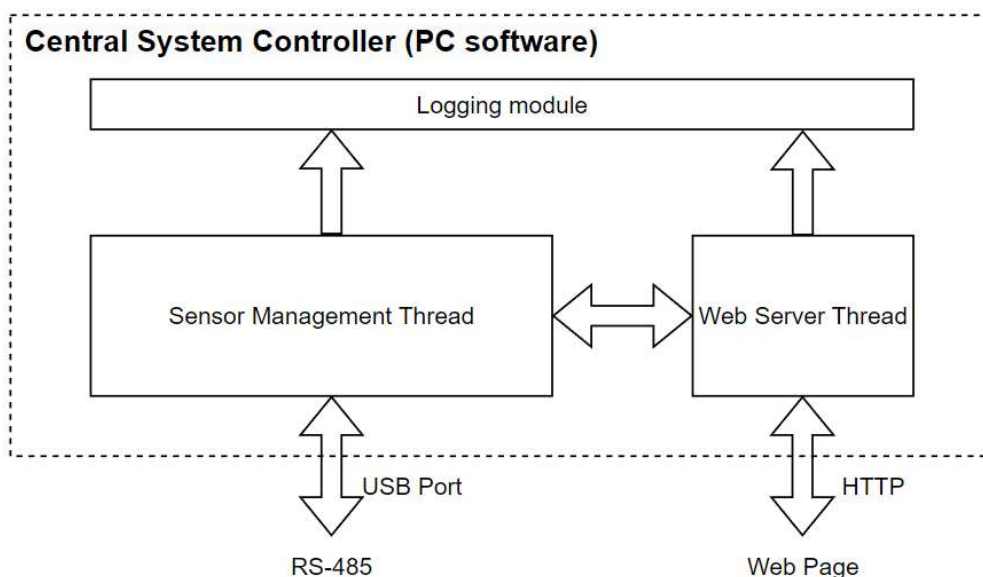 Central System Controller (PC software)
Logging module
Sensor Management Thread
Web Server Thread
USB Port
HTTP
RS-485
Web Page